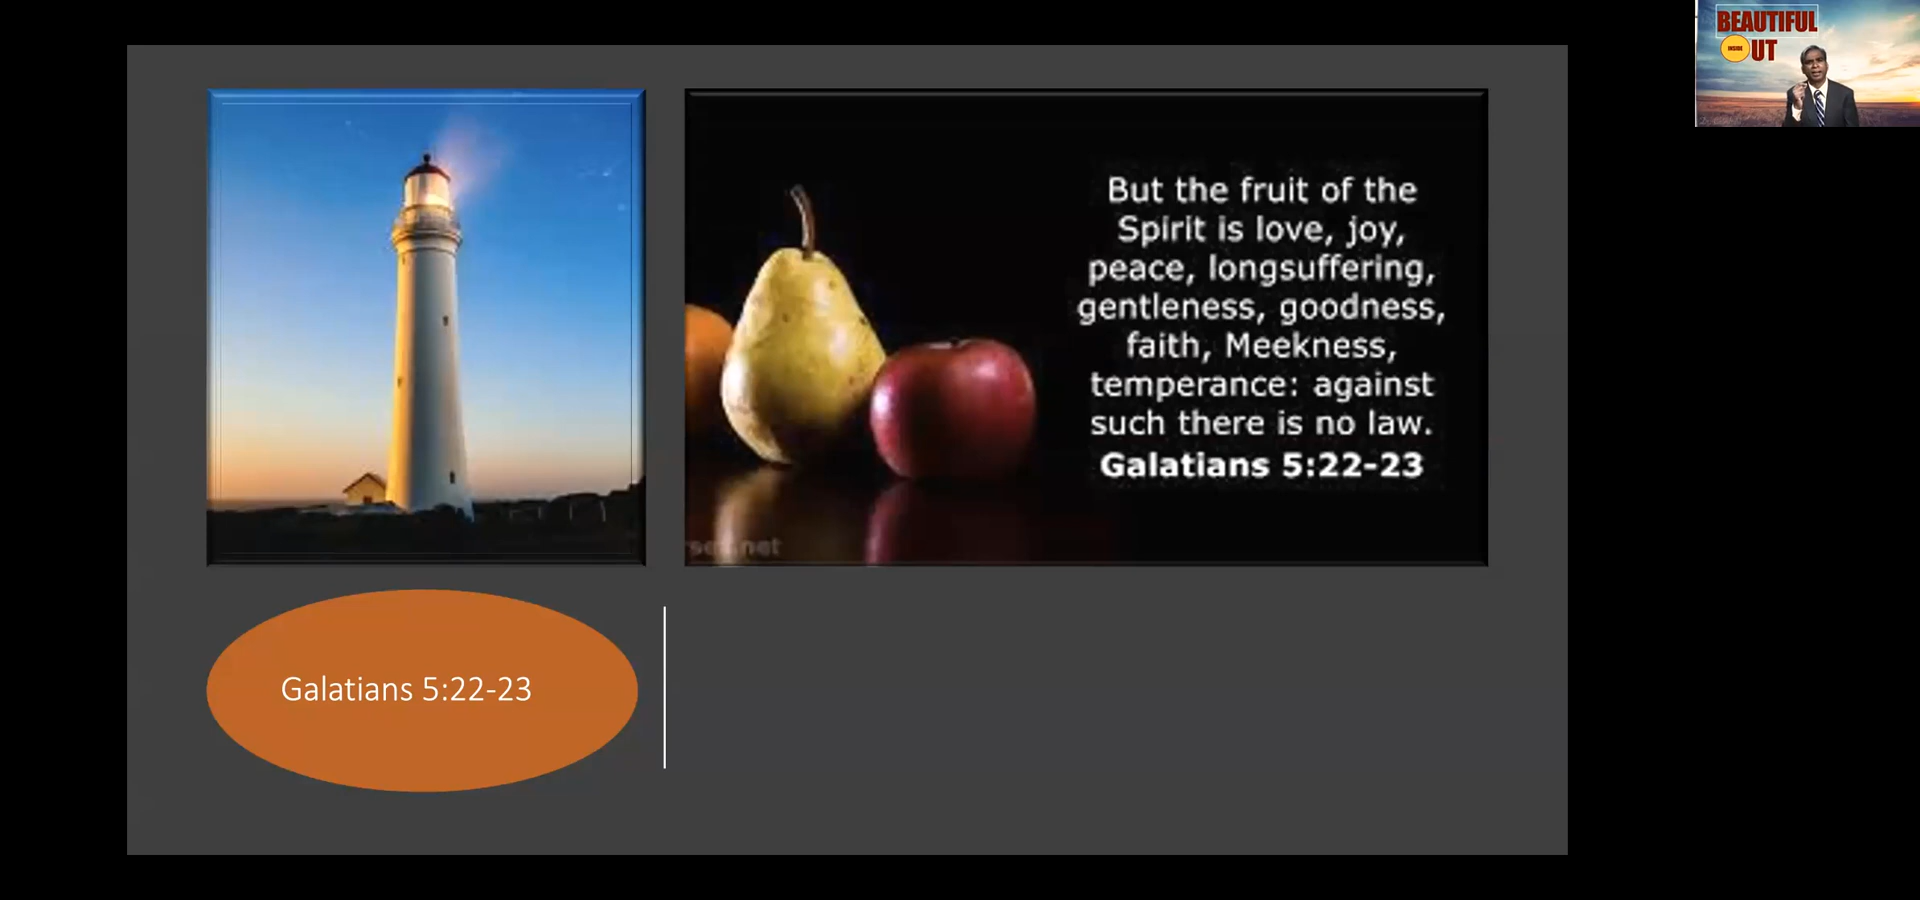 BEAUTIFUL
INSIDE
UT
But the fruit of the
Spirit is love, joy,
peace, longsuffering,
gentleness, goodness,
faith, Meekness,
temperance: against
such there is no law.
Galatians 5:22-23
Galatians 5:22-23